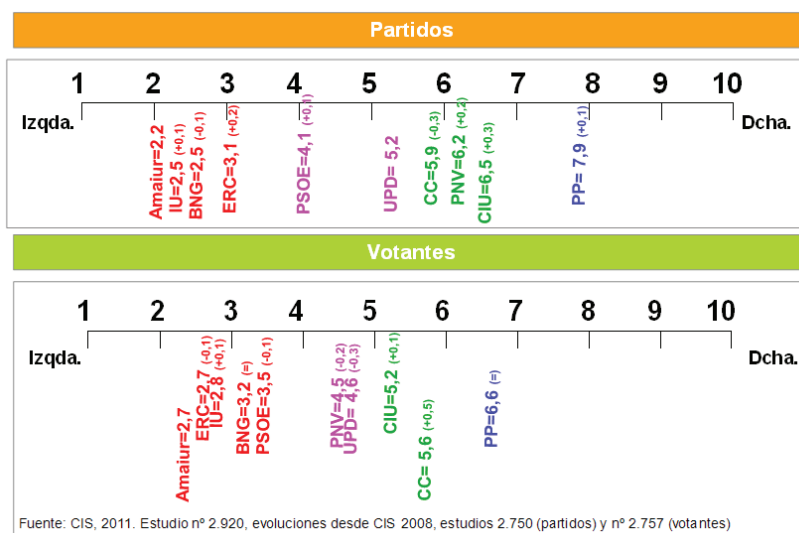 Partidos
1 2 3 4 5 6 7 8 9 10
Izqda. Dcha.
Amaiur=2,2
IU=2,5 (+0,1)
BNG=2,5 (-0,1)
ERC=3,1 (+0,2)
PSOE=4,1 (+0,1)
UPD= 5,2
CC=5,9 (-0,3)
PNV=6,2 (+0,2)
CIU=6,5 (+0,3)
PP= 7,9 (+0,1)
Votantes
1 2 3 4 5 6 7 8 9 10
Izqda. Dcha.
Amaiur=2,7
ERC=2,7 (-0,1)
IU=2,8 (+0,1)
BNG=3,2 (=)
PSOE=3,5 (-0,1)
PNV=4,5 (-0,2)
UPD= 4,6 (-0,3)
CIU=5,2 (+0,1)
CC= 5,6 (+0,5)
PP=6,6 (=)
Fuente: CIS, 2011. Estudio nº 2.920, evoluciones desde CIS 2008, estudios 2.750 (partidos) y nº 2.757 (votantes)